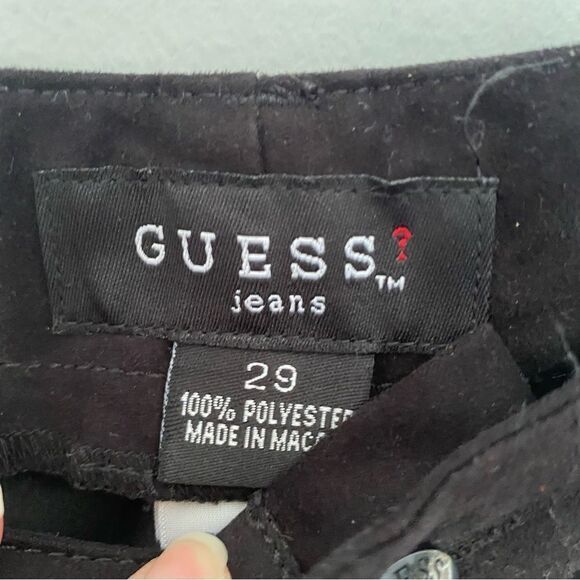 GUESS?
TM
jeans
29
100% POLYESTE
MADE IN MAC